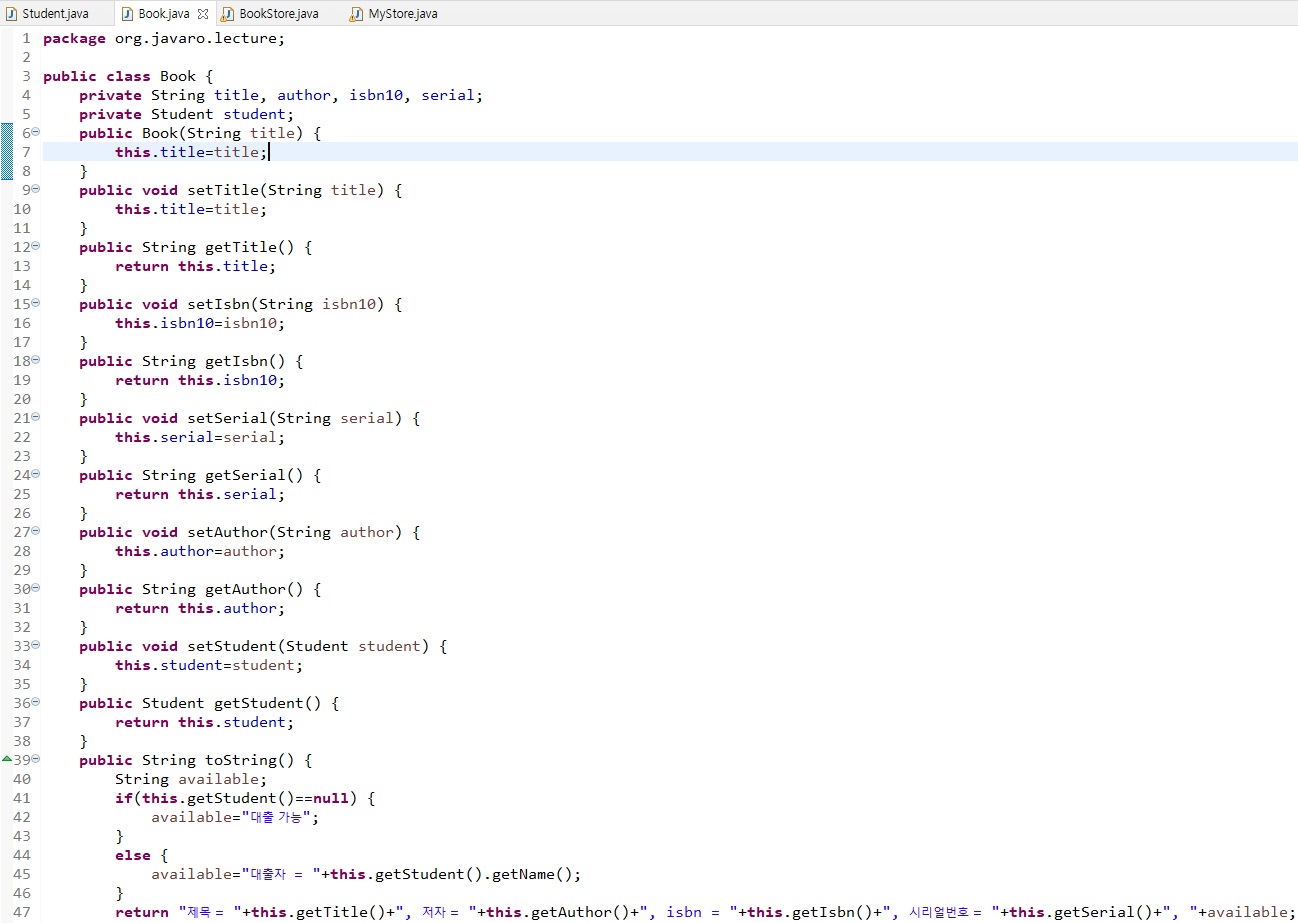 Student.java Book.java BookStore.java MyStore.java
1 package org.javaro.lecture;
2
3 public class Book {
4     private String title, author, isbn10, serial;
5     private Student student;
6     public Book(String title) {
7         this.title=title;
8     }
9     public void setTitle(String title) {
10         this.title=title;
11     }
12     public String getTitle() {
13         return this.title;
14     }
15     public void setIsbn(String isbn10) {
16         this.isbn10=isbn10;
17     }
18     public String getIsbn() {
19         return this.isbn10;
20     }
21     public void setSerial(String serial) {
22         this.serial=serial;
23     }
24     public String getSerial() {
25         return this.serial;
26     }
27     public void setAuthor(String author) {
28         this.author=author;
29     }
30     public String getAuthor() {
31         return this.author;
32     }
33     public void setStudent(Student student) {
34         this.student=student;
35     }
36     public Student getStudent() {
37         return this.student;
38     }
39     public String toString() {
40         String available;
41         if(this.getStudent()==null) {
42             available="대출 가능";
43         }
44         else {
45             available="대출자 = "+this.getStudent().getName();
46         }
47         return "제목 = "+this.getTitle()+", 저자 = "+this.getAuthor()+", isbn = "+this.getIsbn()+", 시리얼번호 = "+this.getSerial()+", "+available;